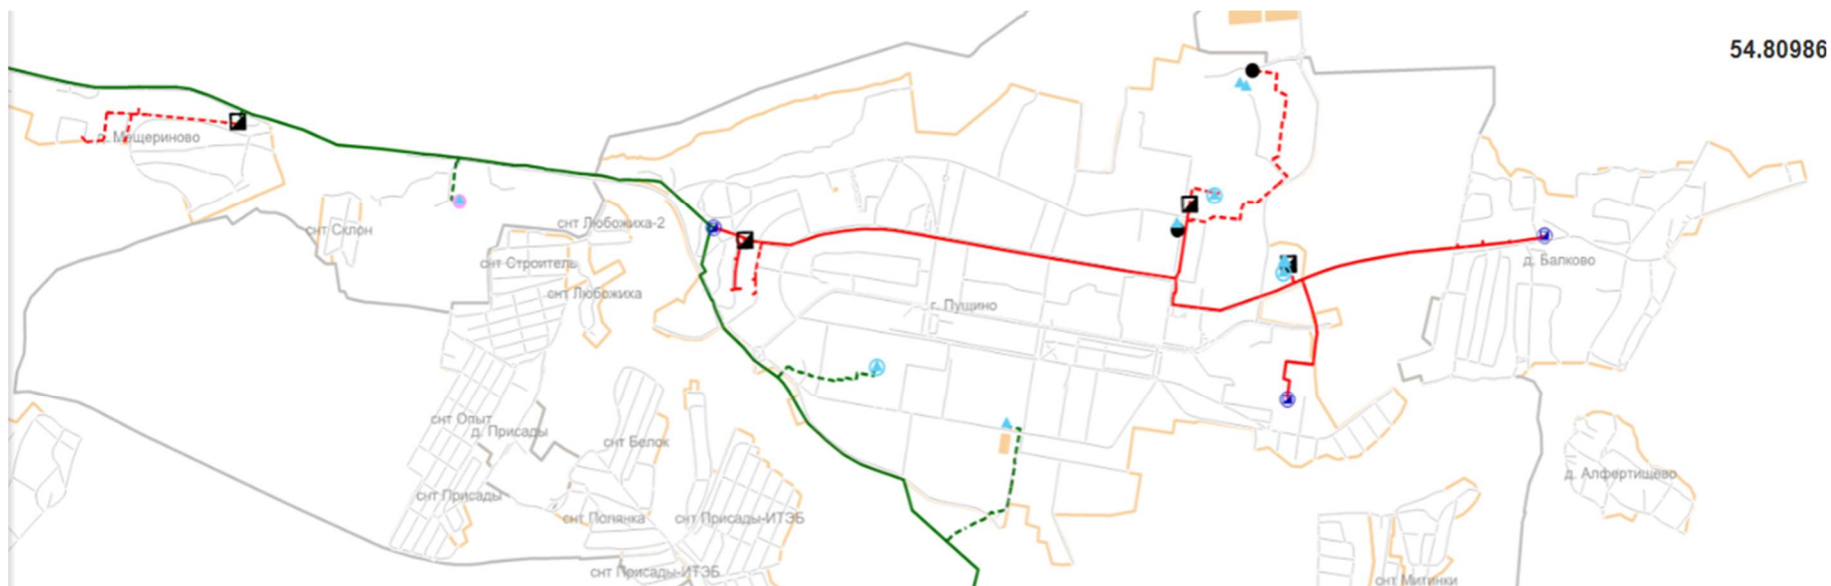 54.80986
д. Мещериново
снт Склон
снт Любожиха-2
снт Строитель
снт Любожиха
д. Балково
г. Пущино
снт Опыт
д. Присады
снт Белок
снт Присады
снт Полянка
снт Присады-ИТЭБ
снт Присады-ИТЭБ
д. Алфертищево
снт Митинки